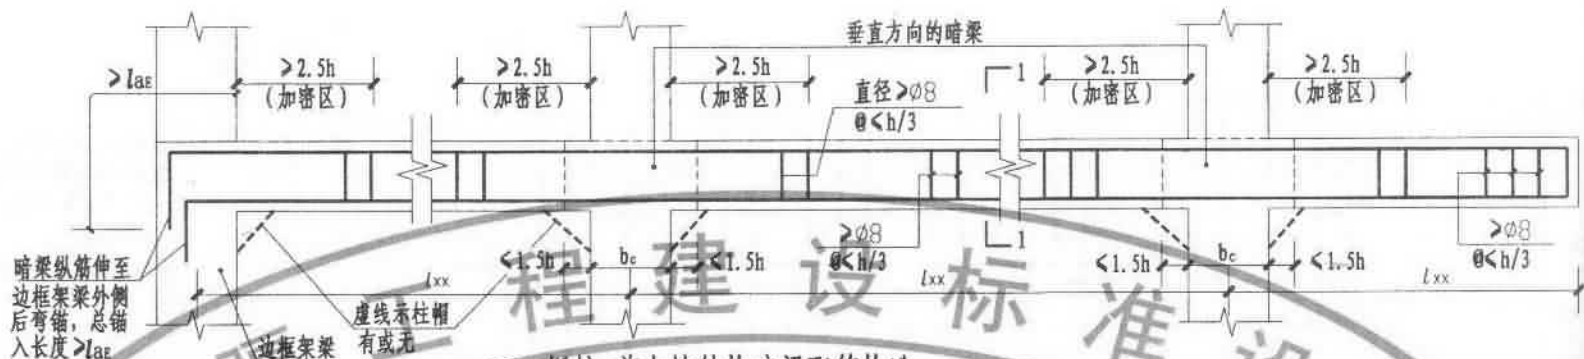 垂直方向的暗梁
≥laE
≥2.5h
(加密区)
≥2.5h
(加密区)
≥2.5h
(加密区)
直径≥Ø8
@≤h/3
1
≥2.5h
(加密区)
≥2.5h
(加密区)
暗梁纵筋伸至
边框架梁外侧
后弯锚，总锚
入长度≥laE
边框架梁
虚线示柱帽
有或无
≤1.5h
bc
≤1.5h
lxx
≥Ø8
@≤h/3
1
lxx
≤1.5h
bc
≤1.5h
≥Ø8
@≤h/3
lxx
工程建设标准设